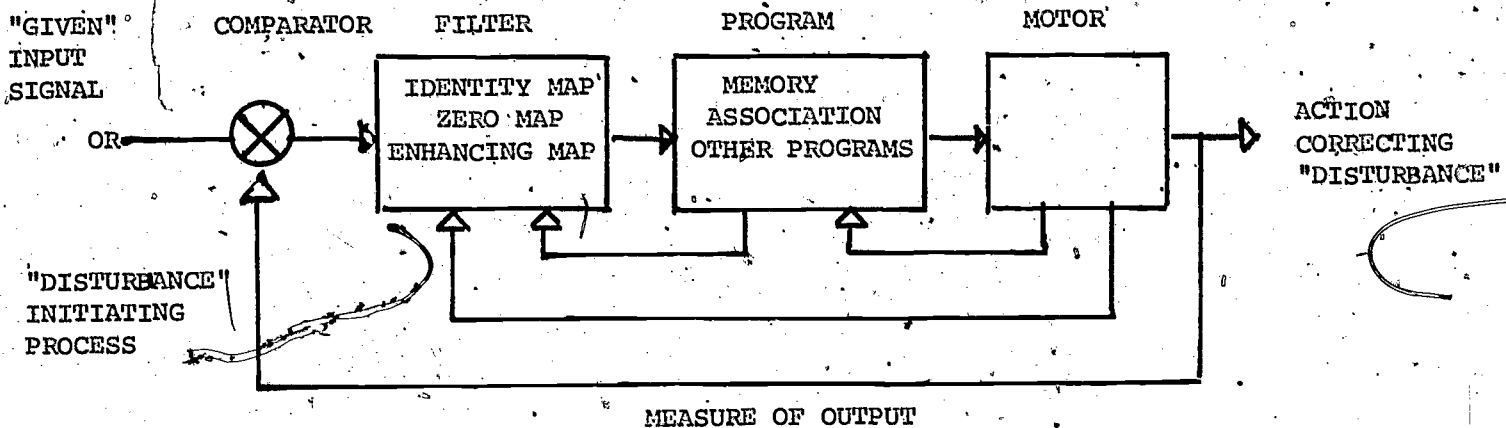 "GIVEN"
INPUT
SIGNAL
OR
COMPARATOR
FILTER
PROGRAM
MOTOR
IDENTITY MAP
ZERO MAP
ENHANCING MAP
MEMORY
ASSOCIATION
OTHER PROGRAMS
ACTION
CORRECTING
"DISTURBANCE"
"DISTURBANCE"
INITIATING
PROCESS
MEASURE OF OUTPUT